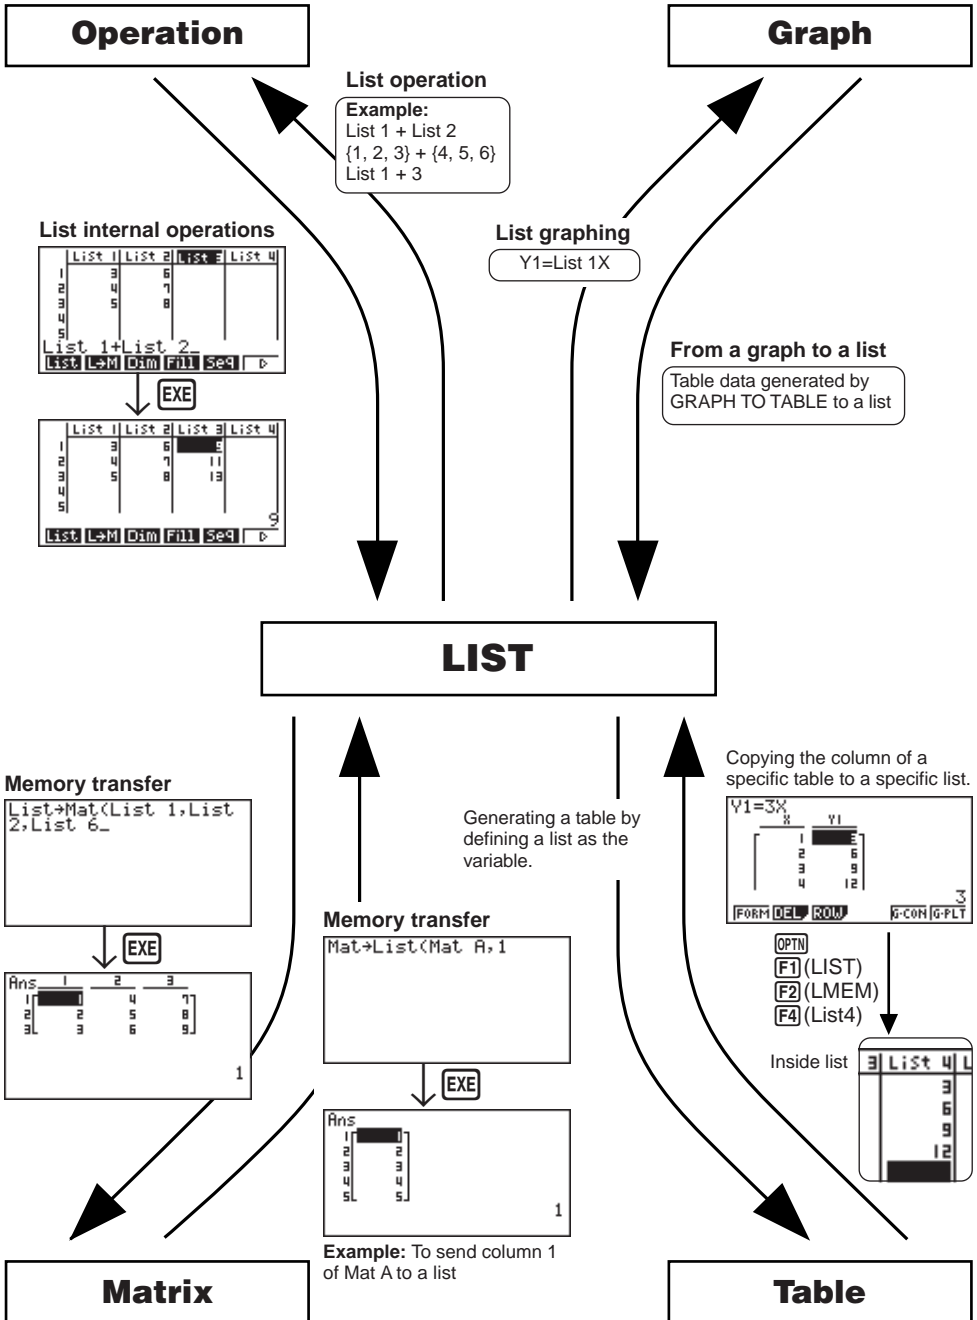 Operation
Graph
List operation
Example:
List 1 + List 2
{1, 2, 3} + {4, 5, 6}
List 1 + 3
List internal operations
List 1 List 2 List 3 List 4
1 3 6
2 4 7
3 5 8
4
5
List 1+List 2_
List L→M Dim Fill Seq ▷
EXE
List 1 List 2 List 3 List 4
1 3 6 9
2 4 7 11
3 5 8 13
4
5
9
List L→M Dim Fill Seq ▷
List graphing
Y1=List 1X
From a graph to a list
Table data generated by
GRAPH TO TABLE to a list
LIST
Memory transfer
List→Mat(List 1,List
2,List 6_
EXE
Ans 1 2 3
1 1 4 7
2 2 5 8
3 3 6 9
1
Memory transfer
Mat→List(Mat A,1
EXE
Ans
1 1
2 2
3 3
4 4
5 5
1
Example: To send column 1
of Mat A to a list
Generating a table by
defining a list as the
variable.
Copying the column of a
specific table to a specific list.
Y1=3X
X Y1
1 3
2 6
3 9
4 12
3
FORM DEL ROW G·CON G·PLT
OPTN
F1 (LIST)
F2 (LMEM)
F4 (List4)
Inside list
3 List 4 L
3
6
9
12
Matrix
Table